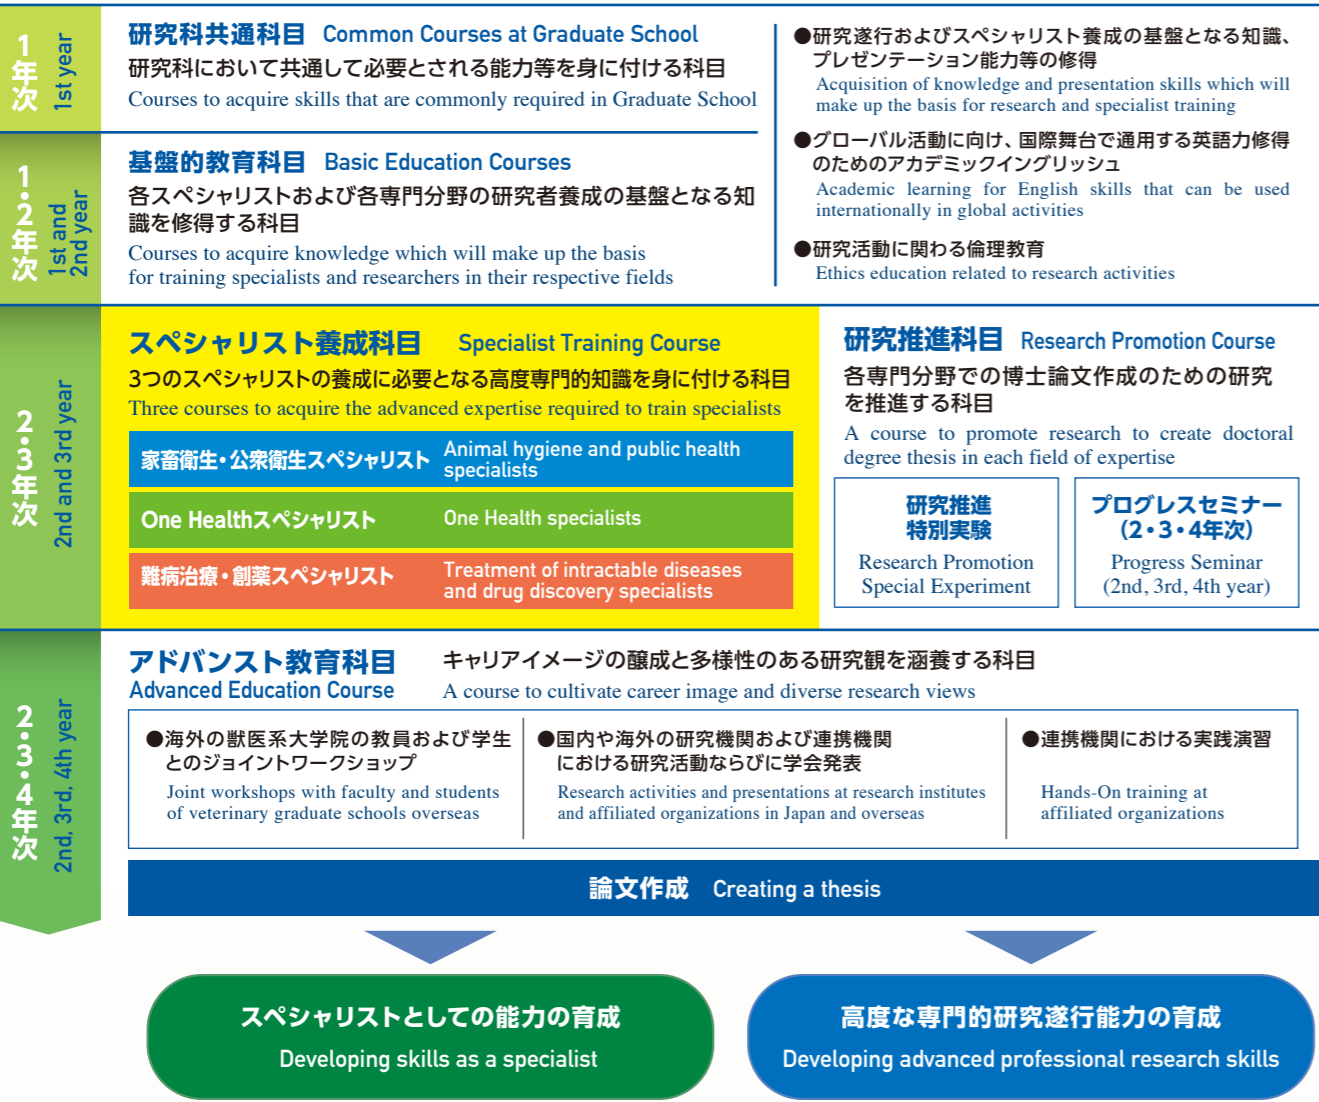 1年次
1st year
研究科共通科目 Common Courses at Graduate School
研究科において共通して必要とされる能力等を身に付ける科目
Courses to acquire skills that are commonly required in Graduate School
1・2年次
1st and
2nd year
基盤的教育科目 Basic Education Courses
各スペシャリストおよび各専門分野の研究者養成の基盤となる知
識を修得する科目
Courses to acquire knowledge which will make up the basis
for training specialists and researchers in their respective fields
●研究遂行およびスペシャリスト養成の基盤となる知識、
プレゼンテーション能力等の修得
Acquisition of knowledge and presentation skills which will
make up the basis for research and specialist training
●グローバル活動に向け、国際舞台で通用する英語力修得
のためのアカデミックイングリッシュ
Academic learning for English skills that can be used
internationally in global activities
●研究活動に関わる倫理教育
Ethics education related to research activities
2・3年次
2nd and 3rd year
スペシャリスト養成科目 Specialist Training Course
3つのスペシャリストの養成に必要となる高度専門的知識を身に付ける科目
Three courses to acquire the advanced expertise required to train specialists
家畜衛生・公衆衛生スペシャリスト
Animal hygiene and public health
specialists
One Healthスペシャリスト
One Health specialists
難病治療・創薬スペシャリスト
Treatment of intractable diseases
and drug discovery specialists
研究推進科目 Research Promotion Course
各専門分野での博士論文作成のための研究
を推進する科目
A course to promote research to create doctoral
degree thesis in each field of expertise
研究推進
特別実験
Research Promotion
Special Experiment
プログレスセミナー
(2・3・4年次)
Progress Seminar
(2nd, 3rd, 4th year)
2・3・4年次
2nd, 3rd, 4th year
アドバンスト教育科目
Advanced Education Course
キャリアイメージの醸成と多様性のある研究観を涵養する科目
A course to cultivate career image and diverse research views
●海外の獣医系大学院の教員および学生
とのジョイントワークショップ
Joint workshops with faculty and students
of veterinary graduate schools overseas
●国内や海外の研究機関および連携機関
における研究活動ならびに学会発表
Research activities and presentations at research institutes
and affiliated organizations in Japan and overseas
●連携機関における実践演習
Hands-On training at
affiliated organizations
論文作成 Creating a thesis
スペシャリストとしての能力の育成
Developing skills as a specialist
高度な専門的研究遂行能力の育成
Developing advanced professional research skills